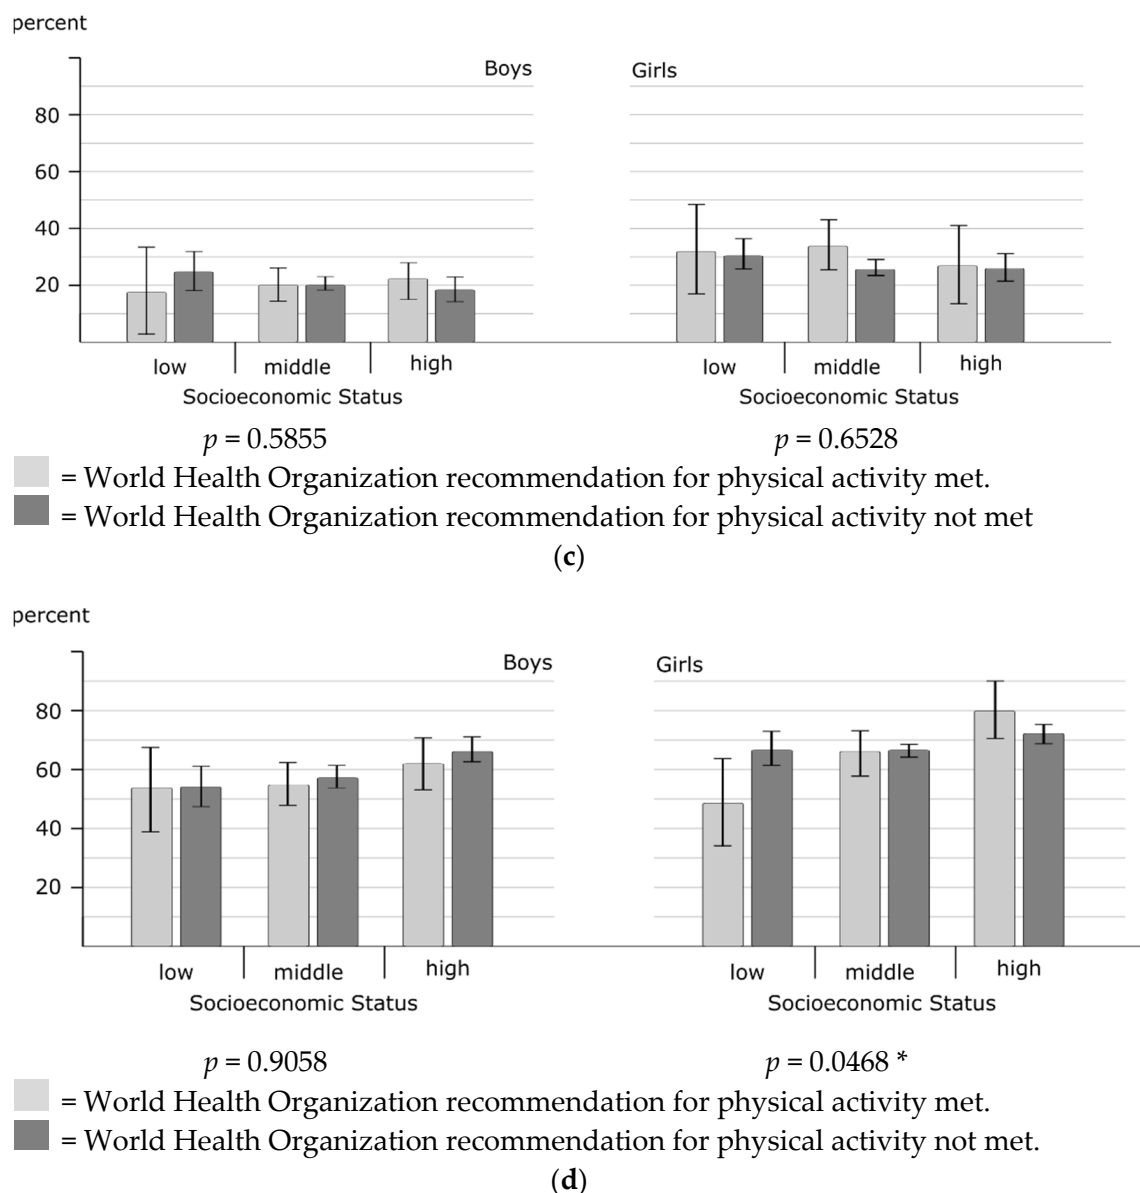 percent
Boys
Girls
80
60
40
20
low
middle
high
low
middle
high
Socioeconomic Status
Socioeconomic Status
p = 0.5855
p = 0.6528
= World Health Organization recommendation for physical activity met.
= World Health Organization recommendation for physical activity not met
(c)
percent
Boys
Girls
80
60
40
20
low
middle
high
low
middle
high
Socioeconomic Status
Socioeconomic Status
p = 0.9058
p = 0.0468 *
= World Health Organization recommendation for physical activity met.
= World Health Organization recommendation for physical activity not met.
(d)